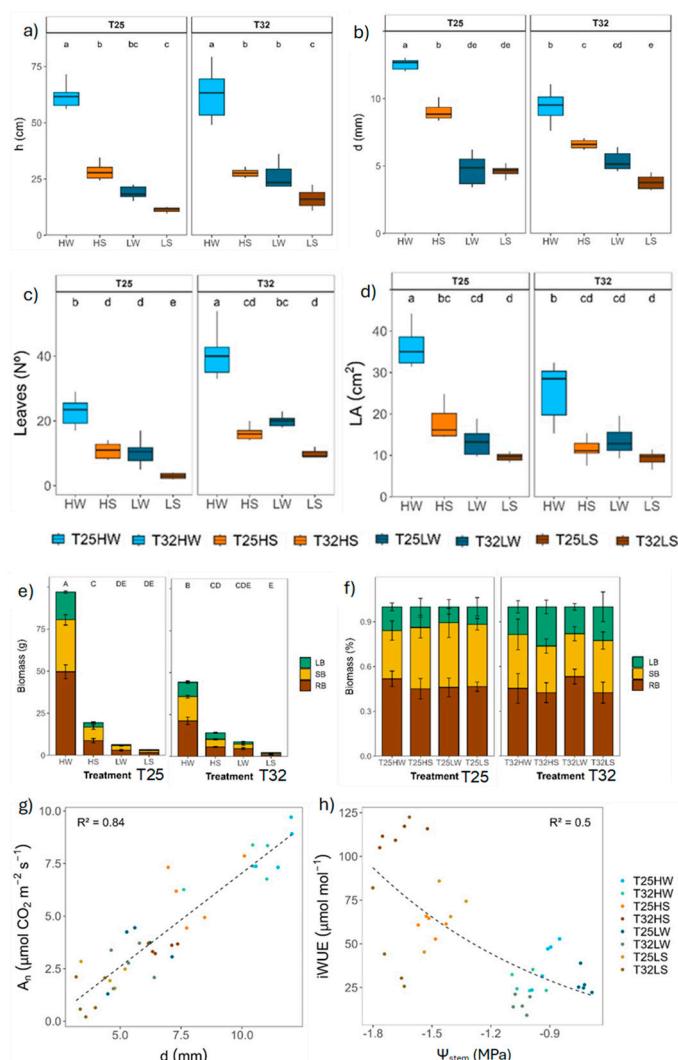 a)
T25
T32
a b bc c
a b b c
h (cm)
75
50
25
0
HW HS LW LS
HW HS LW LS
b)
T25
T32
a b de de
b c cd e
d (mm)
10
5
0
HW HS LW LS
HW HS LW LS
c)
T25
T32
b d d e
a cd bc d
Leaves (Nº)
40
20
0
HW HS LW LS
HW HS LW LS
d)
T25
T32
a bc cd d
b cd cd d
LA (cm²)
40
30
20
10
0
HW HS LW LS
HW HS LW LS
T25HW T32HW T25HS T32HS T25LW T32LW T25LS T32LS
e)
A C DE DE
B CD CDE E
Biomass (g)
75
50
25
0
HW HS LW LS
HW HS LW LS
Treatment T25
Treatment T32
LB
SB
RB
f)
Biomass (%)
0.9
0.6
0.0
T25HW T25HS T25LW T25LS
T32HW T32HS T32LW T32LS
Treatment T25
Treatment T32
LB
SB
RB
g)
R² = 0.84
Aₙ (µmol CO₂ m⁻² s⁻¹)
10.0
7.5
5.0
2.5
0.0
5.0 7.5 10.0
d (mm)
h)
R² = 0.5
iWUE (µmol mol⁻¹)
125
100
75
50
25
-1.8 -1.5 -1.2 -0.9
Ψstem (MPa)
T25HW
T32HW
T25HS
T32HS
T25LW
T32LW
T25LS
T32LS